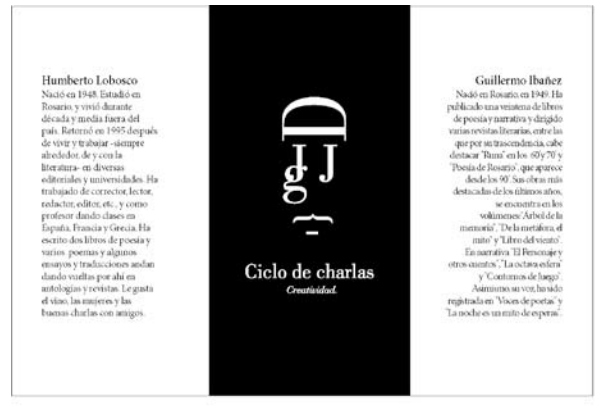 Humberto Lobosco
Nació en 1948. Estudió en
Rosario, y vivió durante
década y media fuera del
país. Retornó en 1995 después
de vivir y trabajar -siempre
alrededor, de y con la
literatura- en diversas
editoriales y universidades. Ha
trabajado de corrector, lector,
redactor, editor, etc., y como
profesor dando clases en
España, Francia y Grecia. Ha
escrito dos libros de poesía y
varios poemas y algunos
ensayos y traducciones andan
dando vueltas por ahí en
antologías y revistas. Le gusta
el vino, las mujeres y las
buenas charlas con amigos.
D
J J
g
{
-
Ciclo de charlas
Creatividad.
Guillermo Ibañez
Nació en Rosario, en 1949. Ha
publicado una veintena de libros
de poesía y narrativa y dirigido
varias revistas literarias, entre las
que por su trascendencia, cabe
destacar "Runa" en los 60'y 70' y
"Poesía de Rosario", que aparece
desde los 90'. Sus obras más
destacadas de los últimos años,
se encuentra en los
volúmenes:"Árbol de la
memoria", "De la metáfora, el
mito" y "Libro del viento".
En narrativa "El Personaje y
otros cuentos", "La octava esfera"
y "Contornos de Juego".
Asimismo, su voz, ha sido
registrada en "Voces de poetas" y
"La noche es un mito de esperas".